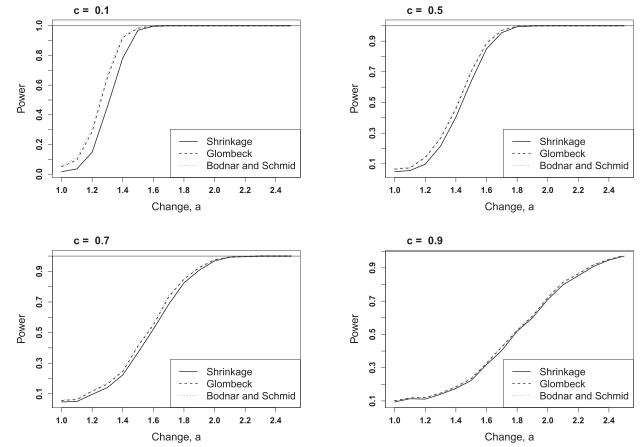 c = 0.1
Power
0.0 0.2 0.4 0.6 0.8 1.0
1.0 1.2 1.4 1.6 1.8 2.0 2.2 2.4
Change, a
Shrinkage
Glombeck
Bodnar and Schmid
c = 0.5
Power
0.1 0.3 0.5 0.7 0.9
1.0 1.2 1.4 1.6 1.8 2.0 2.2 2.4
Change, a
Shrinkage
Glombeck
Bodnar and Schmid
c = 0.7
Power
0.1 0.3 0.5 0.7 0.9
1.0 1.2 1.4 1.6 1.8 2.0 2.2 2.4
Change, a
Shrinkage
Glombeck
Bodnar and Schmid
c = 0.9
Power
0.1 0.3 0.5 0.7 0.9
1.0 1.2 1.4 1.6 1.8 2.0 2.2 2.4
Change, a
Shrinkage
Glombeck
Bodnar and Schmid